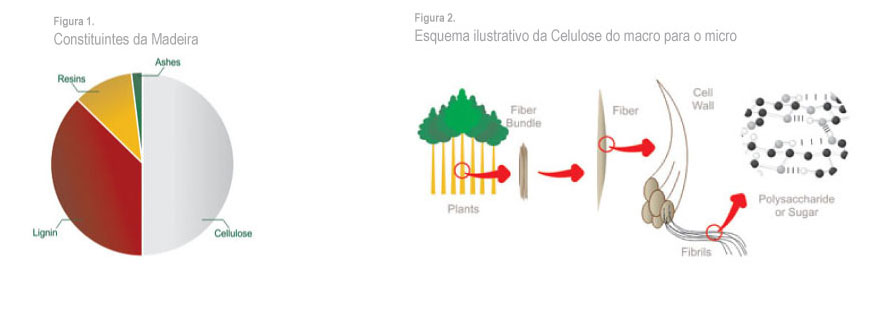 Figura 1.
Constituintes da Madeira
Ashes
Resins
Lignin
Cellulose
Figura 2.
Esquema ilustrativo da Celulose do macro para o micro
Fiber
Bundle
Fiber
Cell
Wall
Plants
Polysaccharide
or Sugar
Fibrils